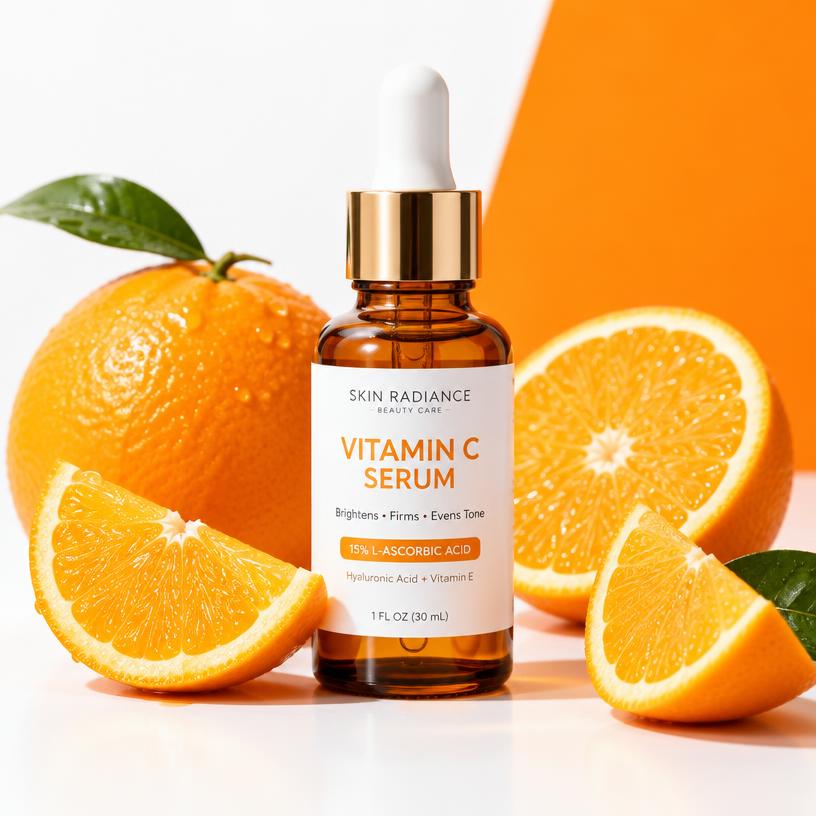 SKIN RADIANCE
- BEAUTY CARE -
VITAMIN C
SERUM
Brightens • Firms • Evens Tone
15% L-ASCORBIC ACID
Hyaluronic Acid + Vitamin E
1 FL OZ (30 mL)